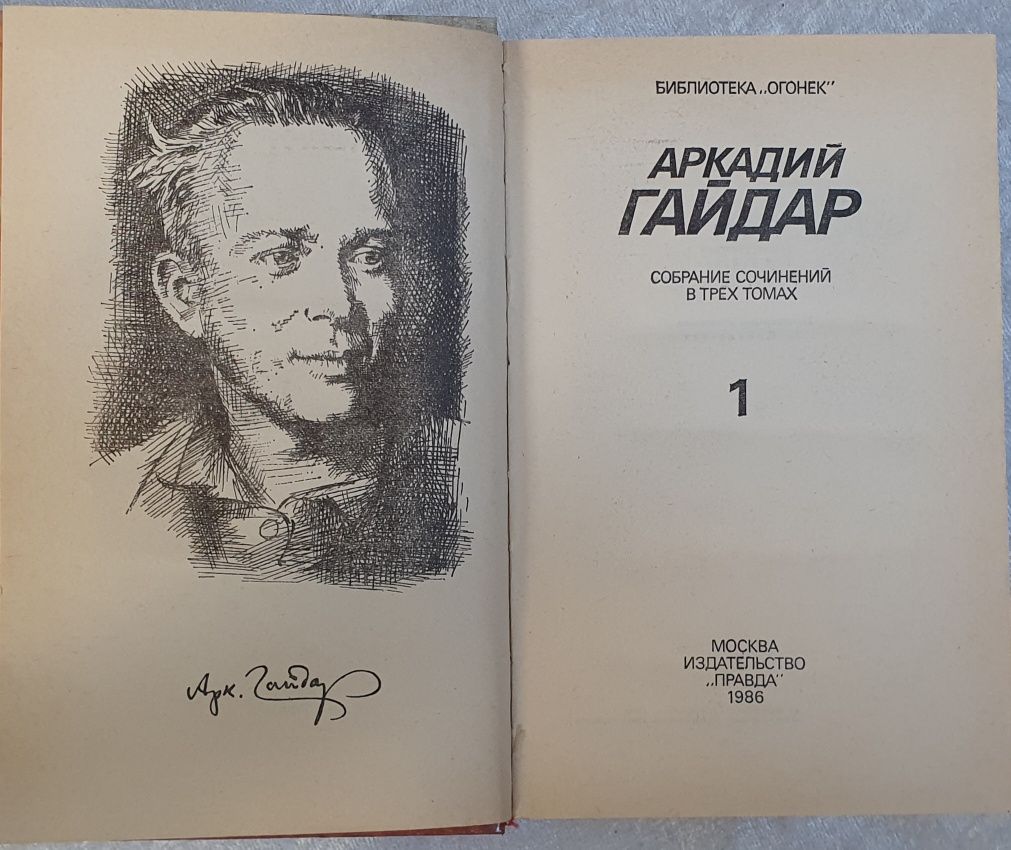 Арк. Гайдар
БИБЛИОТЕКА „ОГОНЕК"
АРКАДИЙ
ГАЙДАР
СОБРАНИЕ СОЧИНЕНИЙ
В ТРЕХ ТОМАХ
1
МОСКВА
ИЗДАТЕЛЬСТВО
„ПРАВДА"
1986